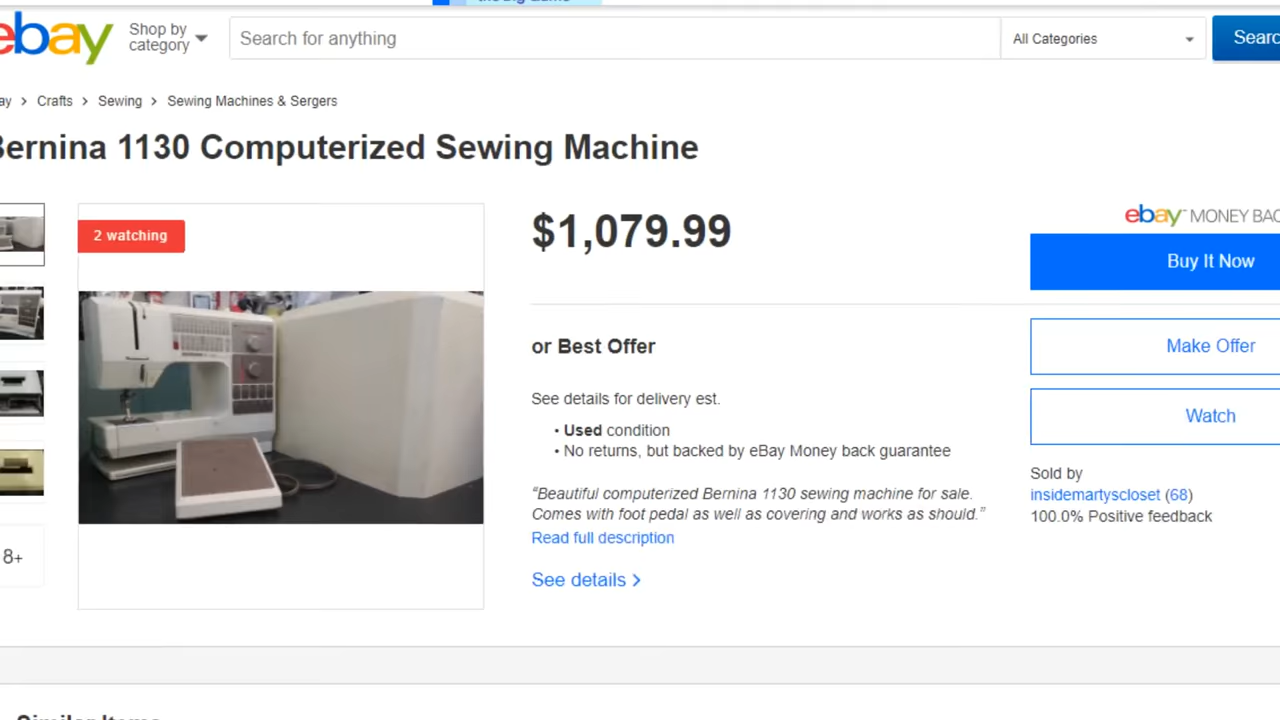 ebay
Shop by
category
Search for anything
All Categories
ay > Crafts > Sewing > Sewing Machines & Sergers
Bernina 1130 Computerized Sewing Machine
2 watching
$1,079.99
ebay MONEY BAC
Buy It Now
or Best Offer
Make Offer
See details for delivery est.
• Used condition
• No returns, but backed by eBay Money back guarantee
Watch
"Beautiful computerized Bernina 1130 sewing machine for sale.
Comes with foot pedal as well as covering and works as should."
Read full description
See details >
Sold by
insidemartyscloset (68)
100.0% Positive feedback
8+